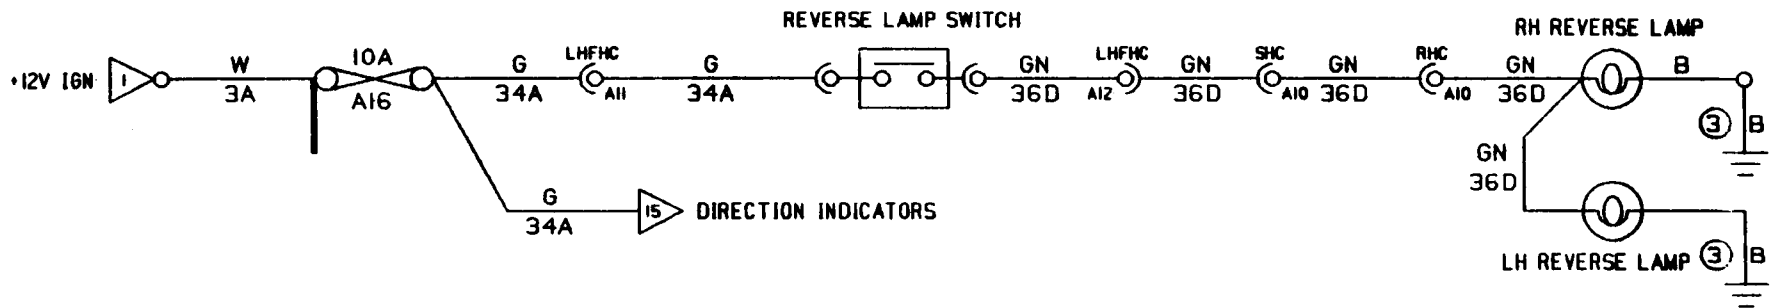 REVERSE LAMP SWITCH
RH REVERSE LAMP
+12V IGN 1 W 3A 10A A16 G 34A LHFHC A11 G 34A GN 36D LHFHC A12 GN 36D SHC A10 GN 36D RHC A10 GN 36D B
3 B
GN 36D
G 34A 15 DIRECTION INDICATORS
LH REVERSE LAMP 3 B